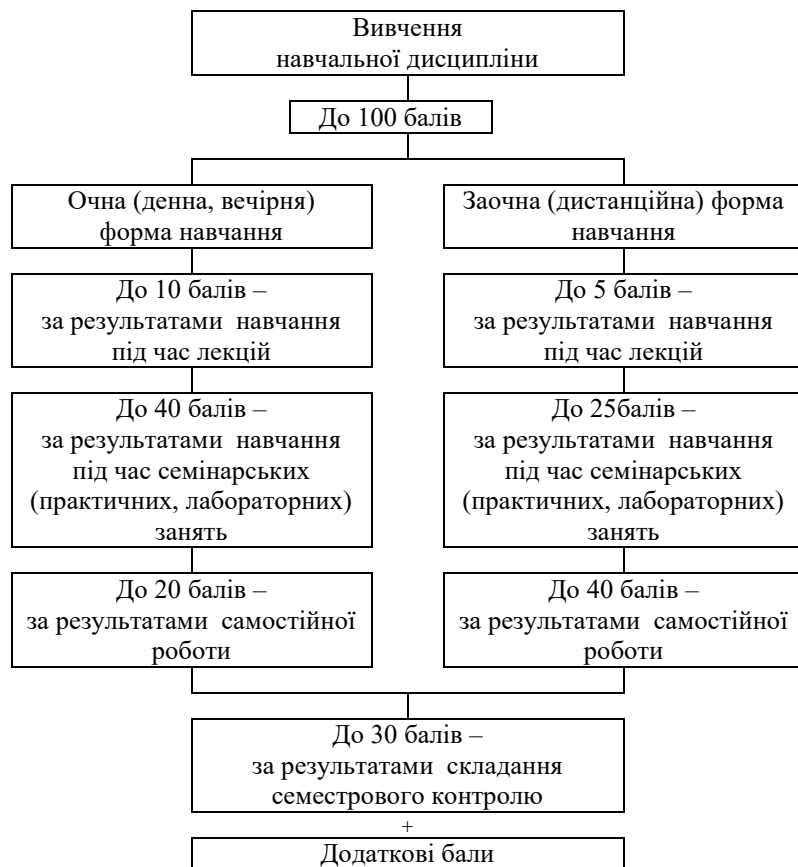 Вивчення
навчальної дисципліни
До 100 балів
Очна (денна, вечірня)
форма навчання
Заочна (дистанційна) форма
навчання
До 10 балів –
за результатами навчання
під час лекцій
До 5 балів –
за результатами навчання
під час лекцій
До 40 балів –
за результатами навчання
під час семінарських
(практичних, лабораторних)
занять
До 25балів –
за результатами навчання
під час семінарських
(практичних, лабораторних)
занять
До 20 балів –
за результатами самостійної
роботи
До 40 балів –
за результатами самостійної
роботи
До 30 балів –
за результатами складання
семестрового контролю
+
Додаткові бали